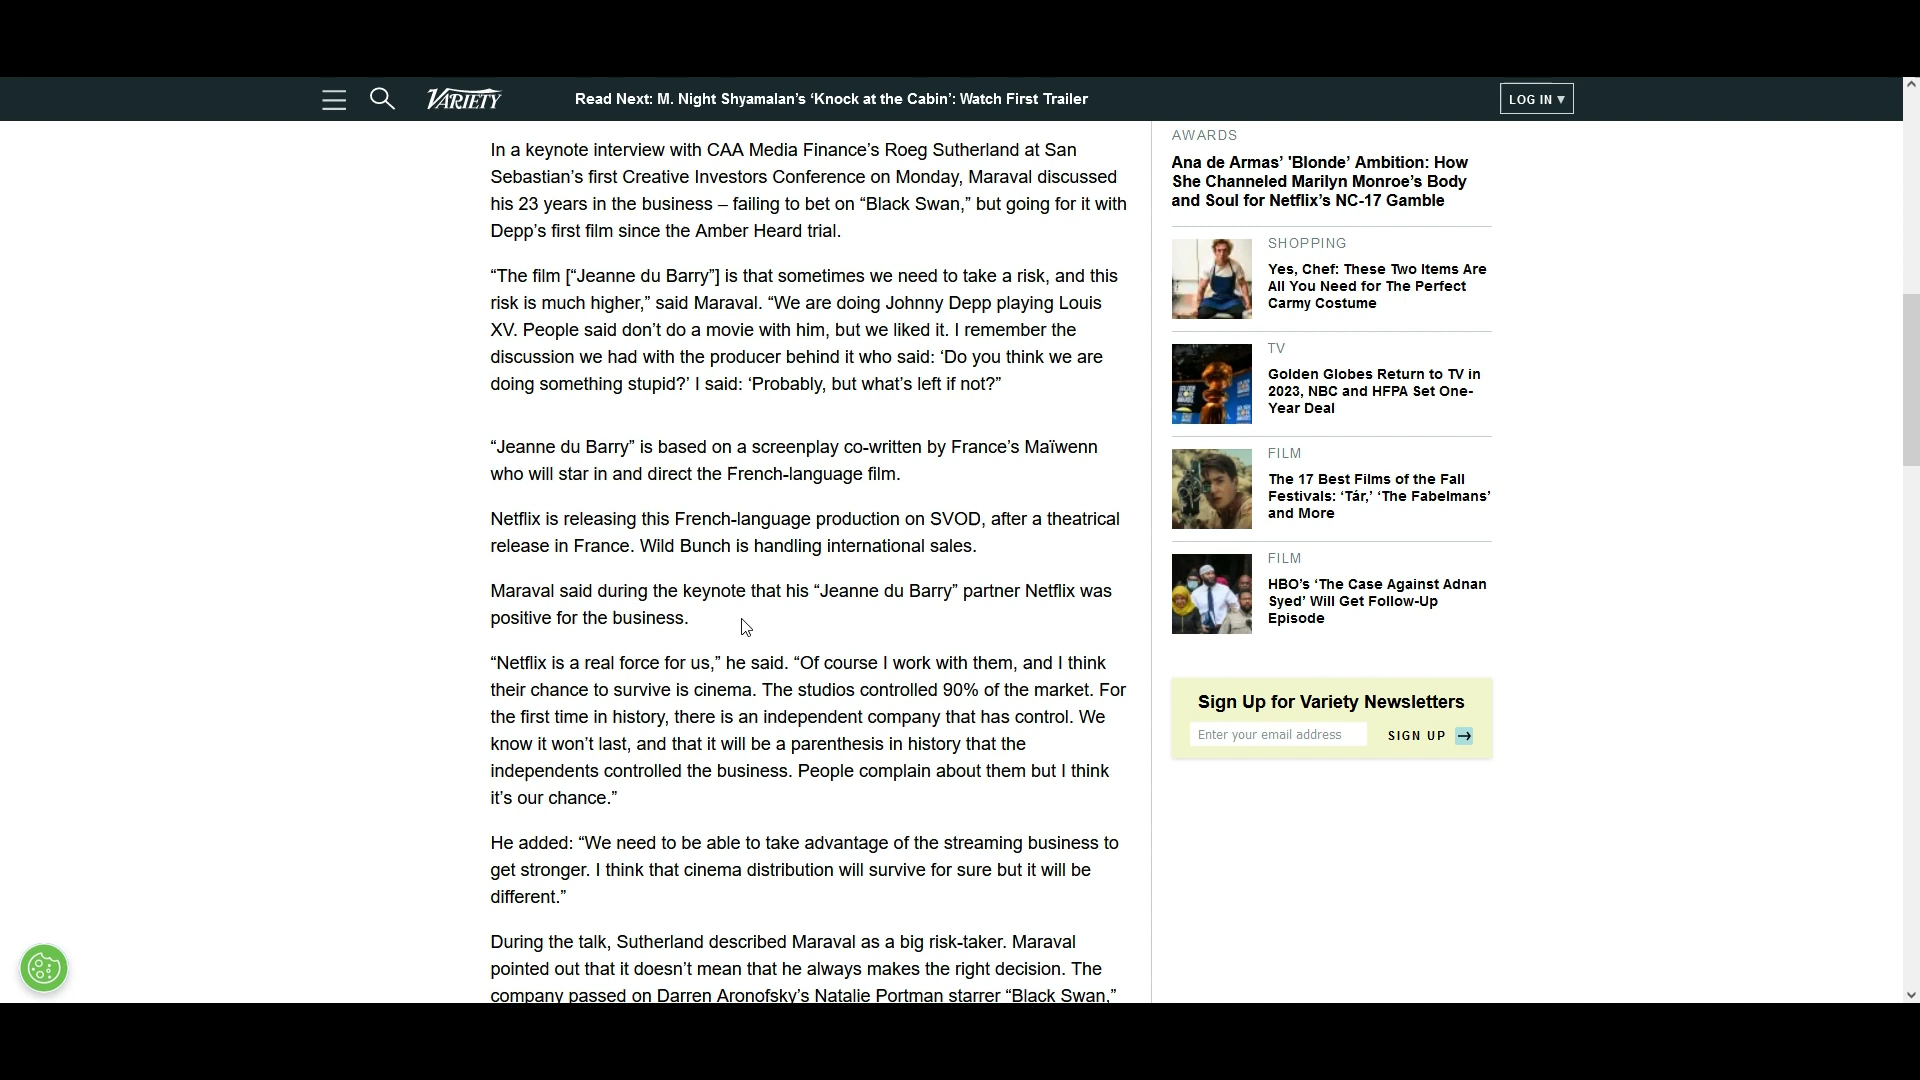 VARIETY
Read Next: M. Night Shyamalan’s ‘Knock at the Cabin’: Watch First Trailer
LOG IN ▾
In a keynote interview with CAA Media Finance’s Roeg Sutherland at San
Sebastian’s first Creative Investors Conference on Monday, Maraval discussed
his 23 years in the business – failing to bet on “Black Swan,” but going for it with
Depp’s first film since the Amber Heard trial.
“The film [“Jeanne du Barry”] is that sometimes we need to take a risk, and this
risk is much higher,” said Maraval. “We are doing Johnny Depp playing Louis
XV. People said don’t do a movie with him, but we liked it. I remember the
discussion we had with the producer behind it who said: ‘Do you think we are
doing something stupid?’ I said: ‘Probably, but what’s left if not?”
“Jeanne du Barry” is based on a screenplay co-written by France’s Maïwenn
who will star in and direct the French-language film.
Netflix is releasing this French-language production on SVOD, after a theatrical
release in France. Wild Bunch is handling international sales.
Maraval said during the keynote that his “Jeanne du Barry” partner Netflix was
positive for the business.
“Netflix is a real force for us,” he said. “Of course I work with them, and I think
their chance to survive is cinema. The studios controlled 90% of the market. For
the first time in history, there is an independent company that has control. We
know it won’t last, and that it will be a parenthesis in history that the
independents controlled the business. People complain about them but I think
it’s our chance.”
He added: “We need to be able to take advantage of the streaming business to
get stronger. I think that cinema distribution will survive for sure but it will be
different.”
During the talk, Sutherland described Maraval as a big risk-taker. Maraval
pointed out that it doesn’t mean that he always makes the right decision. The
company passed on Darren Aronofsky’s Natalie Portman starrer “Black Swan,”
AWARDS
Ana de Armas’ 'Blonde’ Ambition: How
She Channeled Marilyn Monroe’s Body
and Soul for Netflix’s NC-17 Gamble
SHOPPING
Yes, Chef: These Two Items Are
All You Need for The Perfect
Carmy Costume
TV
Golden Globes Return to TV in
2023, NBC and HFPA Set One-
Year Deal
FILM
The 17 Best Films of the Fall
Festivals: ‘Tár,’ ‘The Fabelmans’
and More
FILM
HBO’s ‘The Case Against Adnan
Syed’ Will Get Follow-Up
Episode
Sign Up for Variety Newsletters
Enter your email address
SIGN UP →